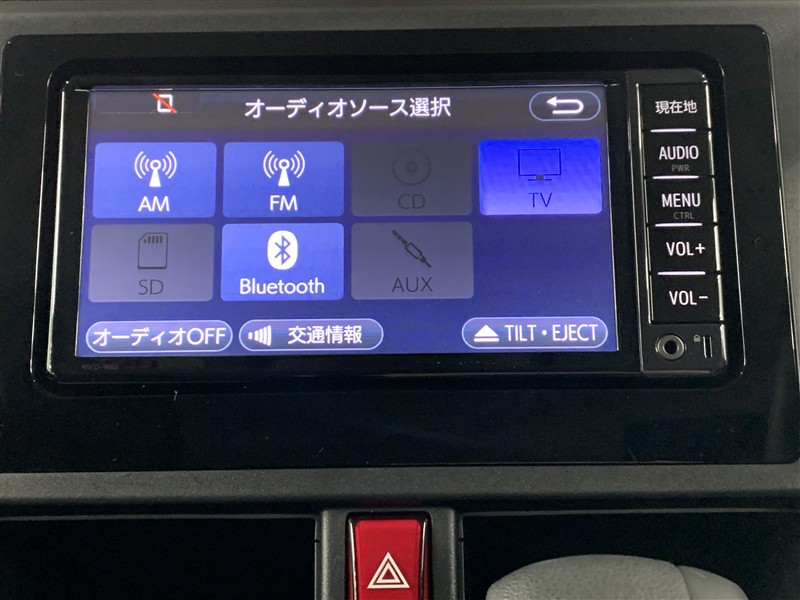 オーディオソース選択
AM
FM
CD
TV
SD
Bluetooth
AUX
オーディオOFF
交通情報
TILT・EJECT
現在地
AUDIO
PWR
MENU
CTRL
VOL+
VOL−